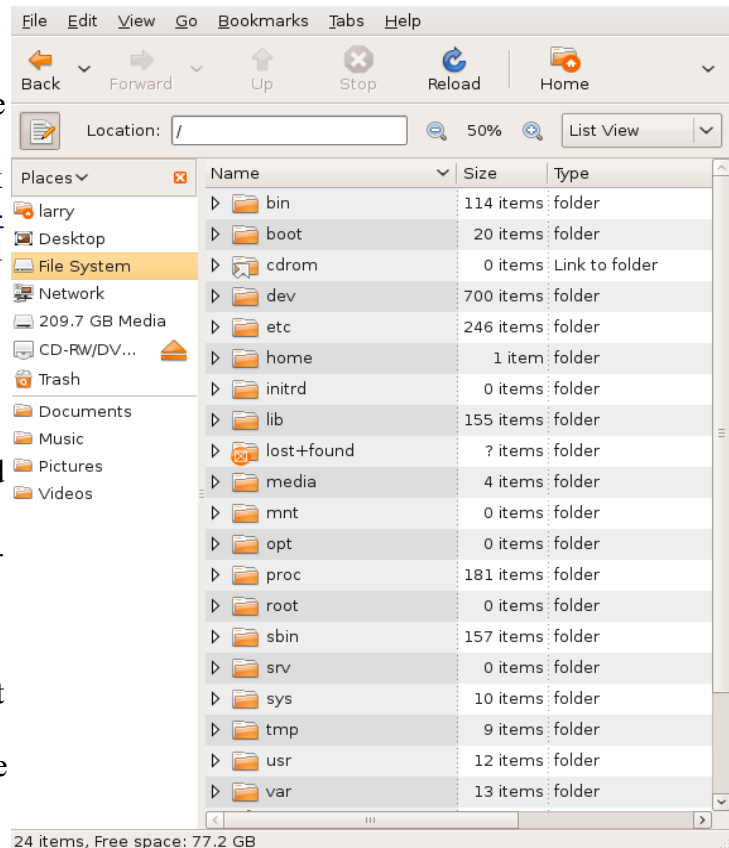 File Edit View Go Bookmarks Tabs Help
Back Forward Up Stop Reload Home
Location: / 50% List View
Places Name Size Type
larry
Desktop
File System
Network
209.7 GB Media
CD-RW/DV...
Trash
Documents
Music
Pictures
Videos
bin 114 items folder
boot 20 items folder
cdrom 0 items Link to folder
dev 700 items folder
etc 246 items folder
home 1 item folder
initrd 0 items folder
lib 155 items folder
lost+found ? items folder
media 4 items folder
mnt 0 items folder
opt 0 items folder
proc 181 items folder
root 0 items folder
sbin 157 items folder
srv 0 items folder
sys 10 items folder
tmp 9 items folder
usr 12 items folder
var 13 items folder
24 items, Free space: 77.2 GB